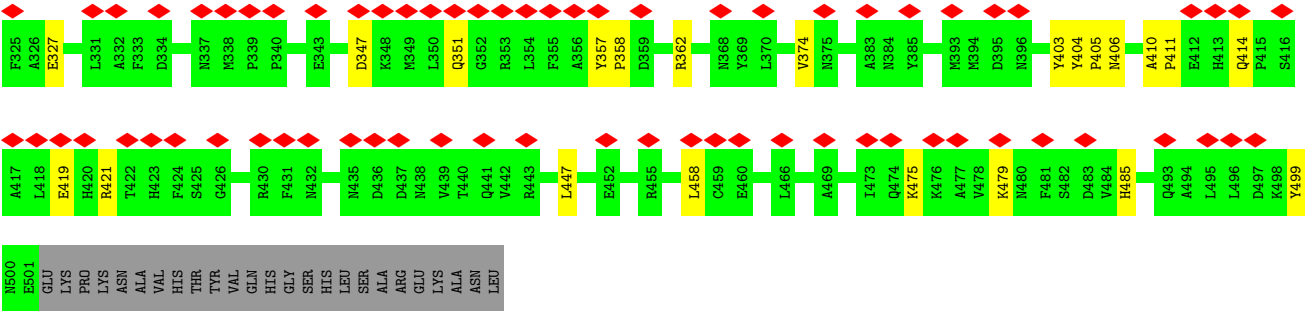 F325 A326 E327 L331 A332 F333 D334 N337 M338 P339 P340 E343 D347 K348 M349 L350 Q351 G352 R353 L354 F355 A356 Y357 P358 D359 R362 N368 Y369 L370 V374 N375 A383 N384 Y385 M393 M394 D395 N396 Y403 Y404 P405 N406 A410 P411 E412 H413 Q414 P415 S416
A417 L418 E419 H420 R421 T422 H423 F424 S425 G426 R430 F431 N432 N435 D436 D437 N438 V439 T440 Q441 V442 R443 L447 E452 R455 L458 C459 E460 L466 A469 I473 Q474 K475 K476 A477 V478 K479 N480 F481 S482 D483 V484 H485 Q493 A494 L495 L496 D497 K498 Y499
N500 E501 GLU LYS PRO LYS ASN ALA VAL HIS THR TYR VAL GLN HIS GLY SER HIS LEU SER ALA ARG GLU LYS ALA ASN LEU